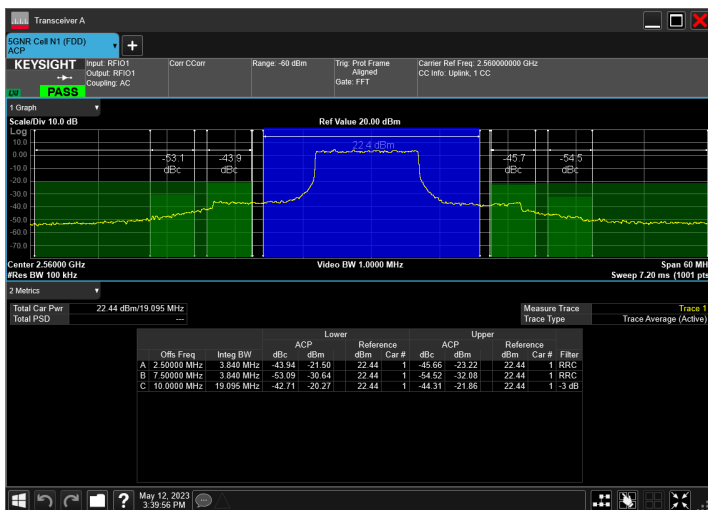 Transceiver A
5GNR Cell N1 (FDD)
ACP
KEYSIGHT
Input: RFIO1
Output: RFIO1
Coupling: AC
Corr CCorr
Range: -60 dBm
Trig: Prot Frame
Aligned
Gate: FFT
Carrier Ref Freq: 2.560000000 GHz
CC Info: Uplink, 1 CC
LXI PASS
1 Graph
Scale/Div 10.0 dB Ref Value 20.00 dBm
Log
10.0
0.00
-10.0
-20.0
-30.0
-40.0
-50.0
-60.0
-70.0
-53.1 dBc
-43.9 dBc
22.4 dBm
-45.7 dBc
-54.5 dBc
Center 2.56000 GHz Video BW 1.0000 MHz Span 60 MH
#Res BW 100 kHz Sweep 7.20 ms (1001 pts
2 Metrics
Total Car Pwr 22.44 dBm/19.095 MHz Measure Trace Trace 1
Total PSD --- Trace Type Trace Average (Active)
Lower Upper
ACP Reference ACP Reference
Offs Freq Integ BW dBc dBm dBm Car # dBc dBm dBm Car # Filter
A 2.50000 MHz 3.840 MHz -43.94 -21.50 22.44 1 -45.66 -23.22 22.44 1 RRC
B 7.50000 MHz 3.840 MHz -53.09 -30.64 22.44 1 -54.52 -32.08 22.44 1 RRC
C 10.0000 MHz 19.095 MHz -42.71 -20.27 22.44 1 -44.31 -21.86 22.44 1 -3 dB
? May 12, 2023
3:39:56 PM